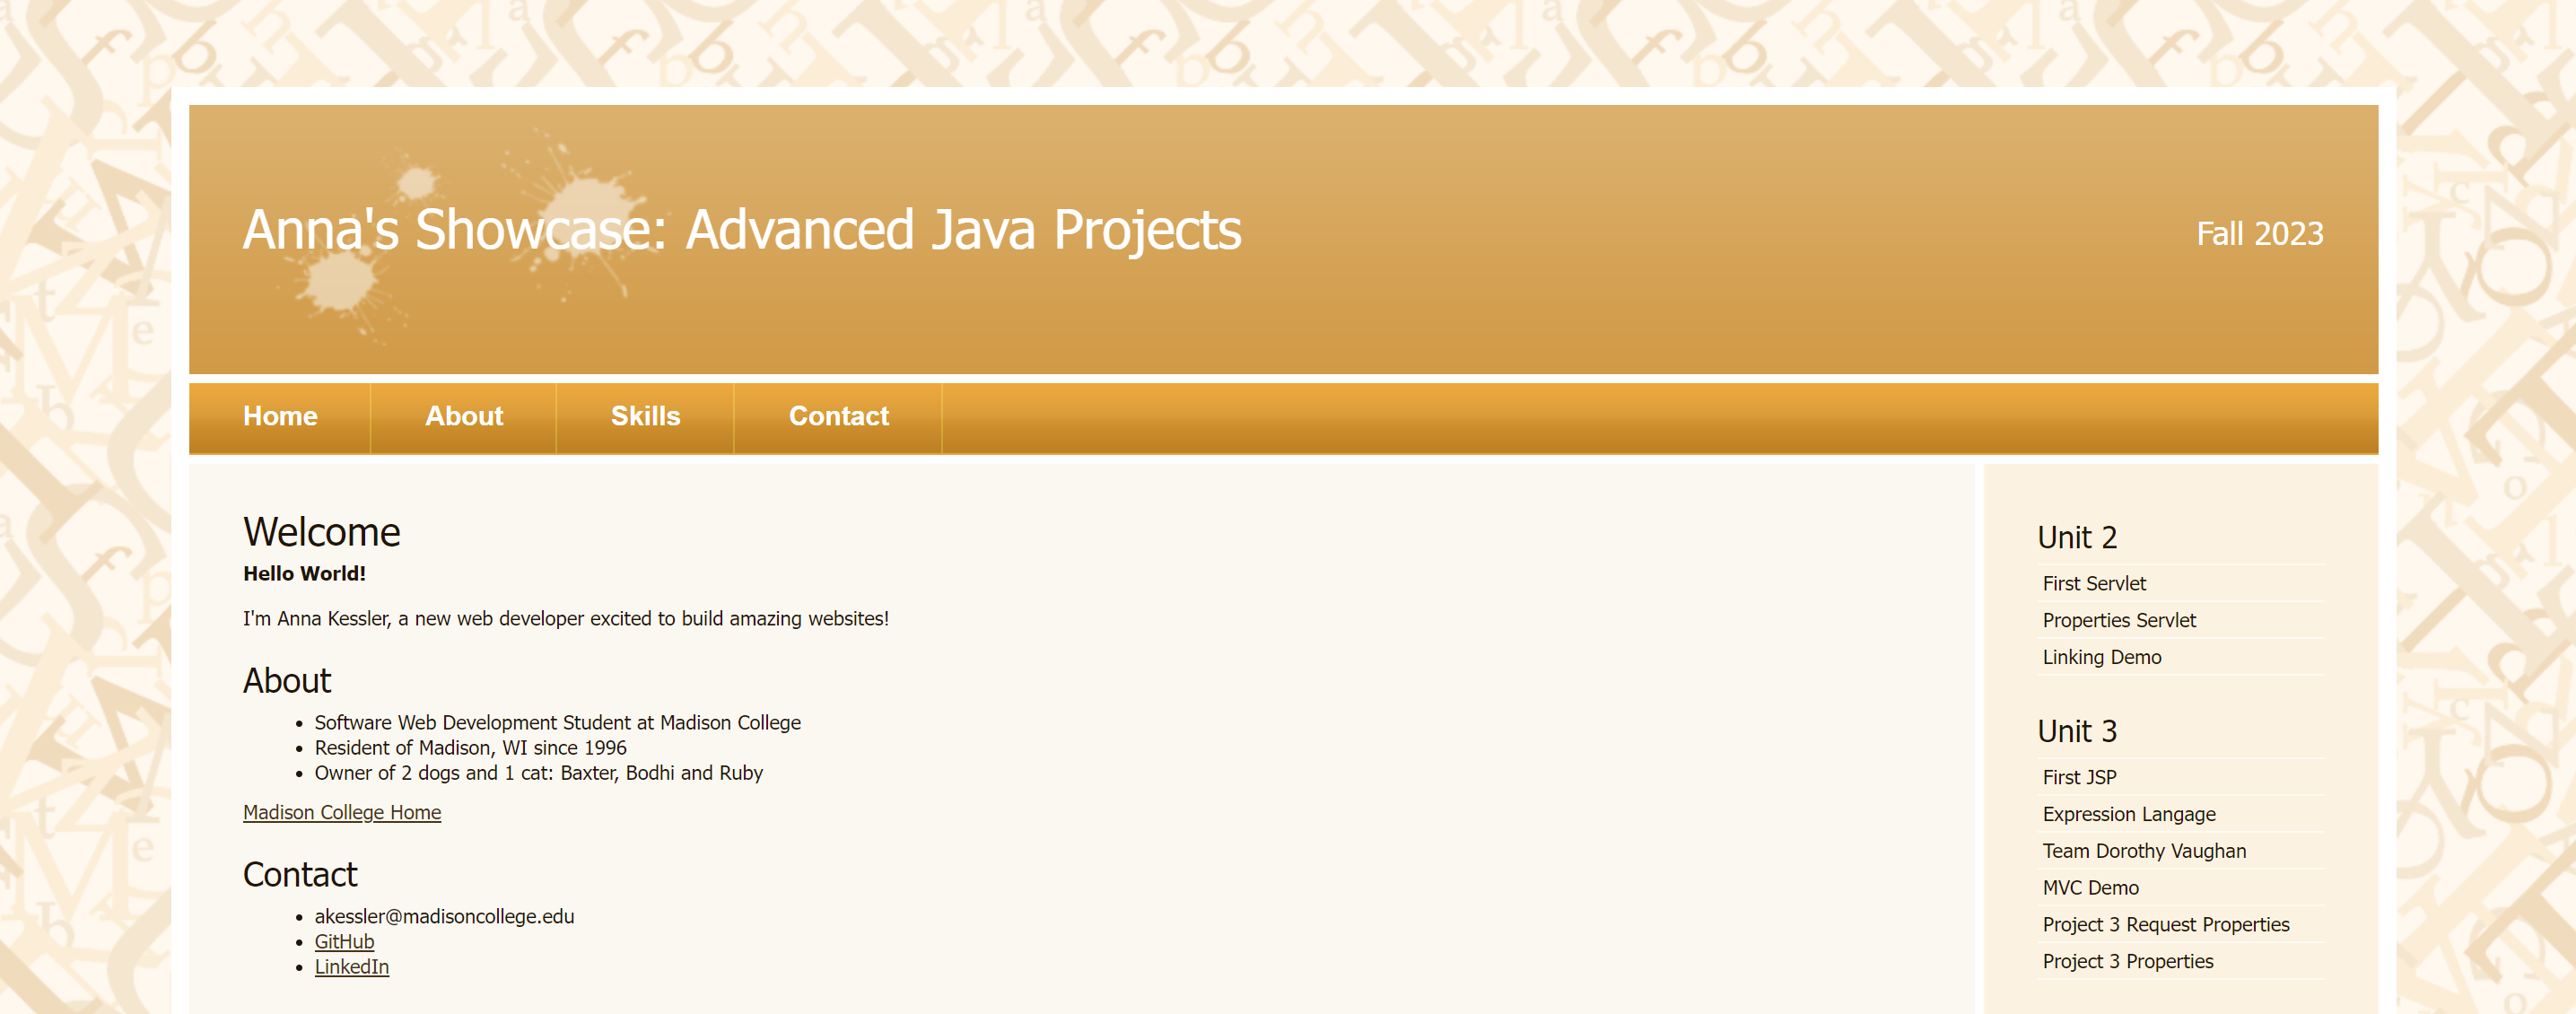 Anna's Showcase: Advanced Java Projects
Fall 2023
Home
About
Skills
Contact
Welcome
Hello World!
I'm Anna Kessler, a new web developer excited to build amazing websites!
About
Software Web Development Student at Madison College
Resident of Madison, WI since 1996
Owner of 2 dogs and 1 cat: Baxter, Bodhi and Ruby
Madison College Home
Contact
akessler@madisoncollege.edu
GitHub
LinkedIn
Unit 2
First Servlet
Properties Servlet
Linking Demo
Unit 3
First JSP
Expression Langage
Team Dorothy Vaughan
MVC Demo
Project 3 Request Properties
Project 3 Properties